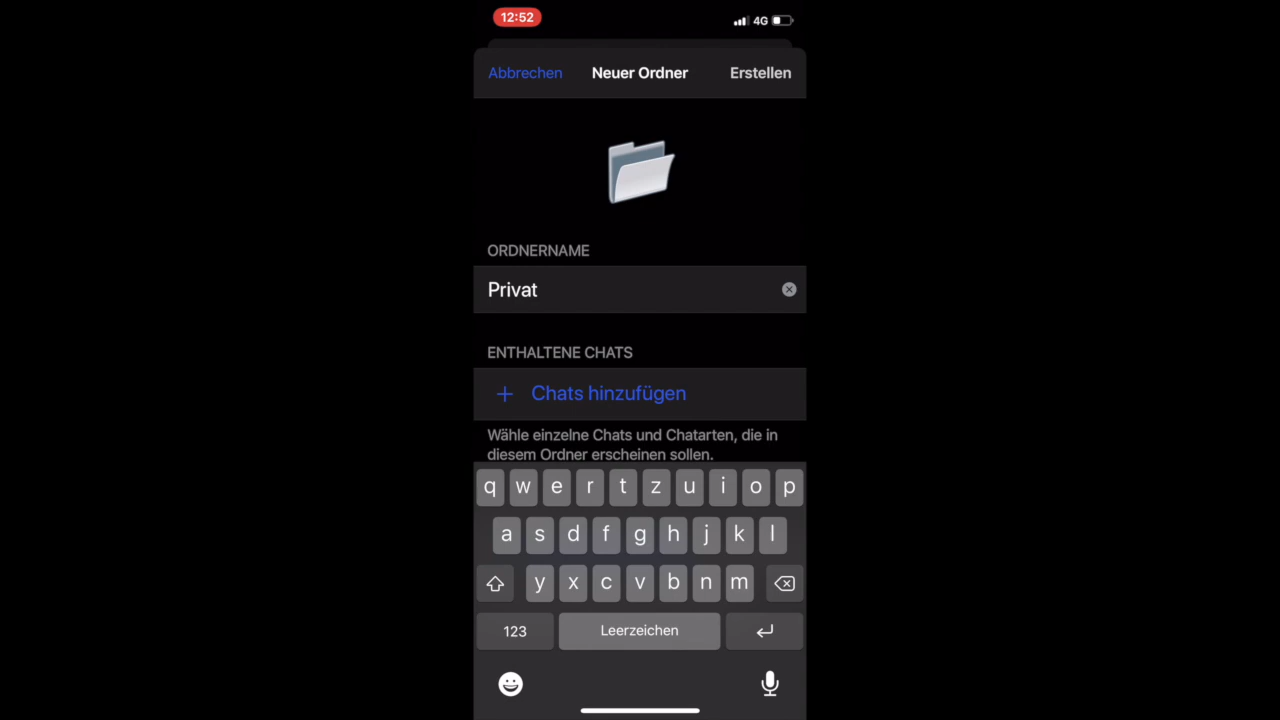 12:52
4G
Abbrechen Neuer Ordner Erstellen
ORDNERNAME
Privat
ENTHALTENE CHATS
+ Chats hinzufügen
Wähle einzelne Chats und Chatarten, die in
diesem Ordner erscheinen sollen.
q w e r t z u i o p
a s d f g h j k l
y x c v b n m
123 Leerzeichen